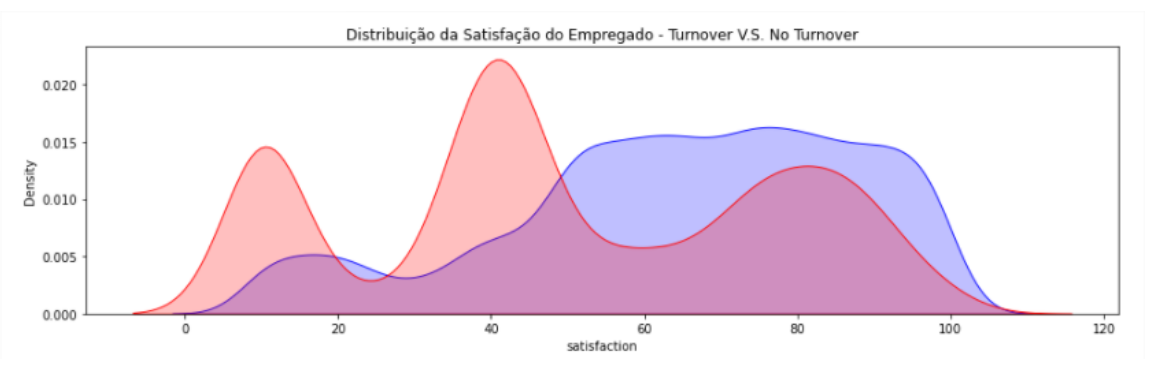 Distribuição da Satisfação do Empregado - Turnover V.S. No Turnover
0.020
0.015
0.010
0.005
0.000
Density
0 20 40 60 80 100 120
satisfaction